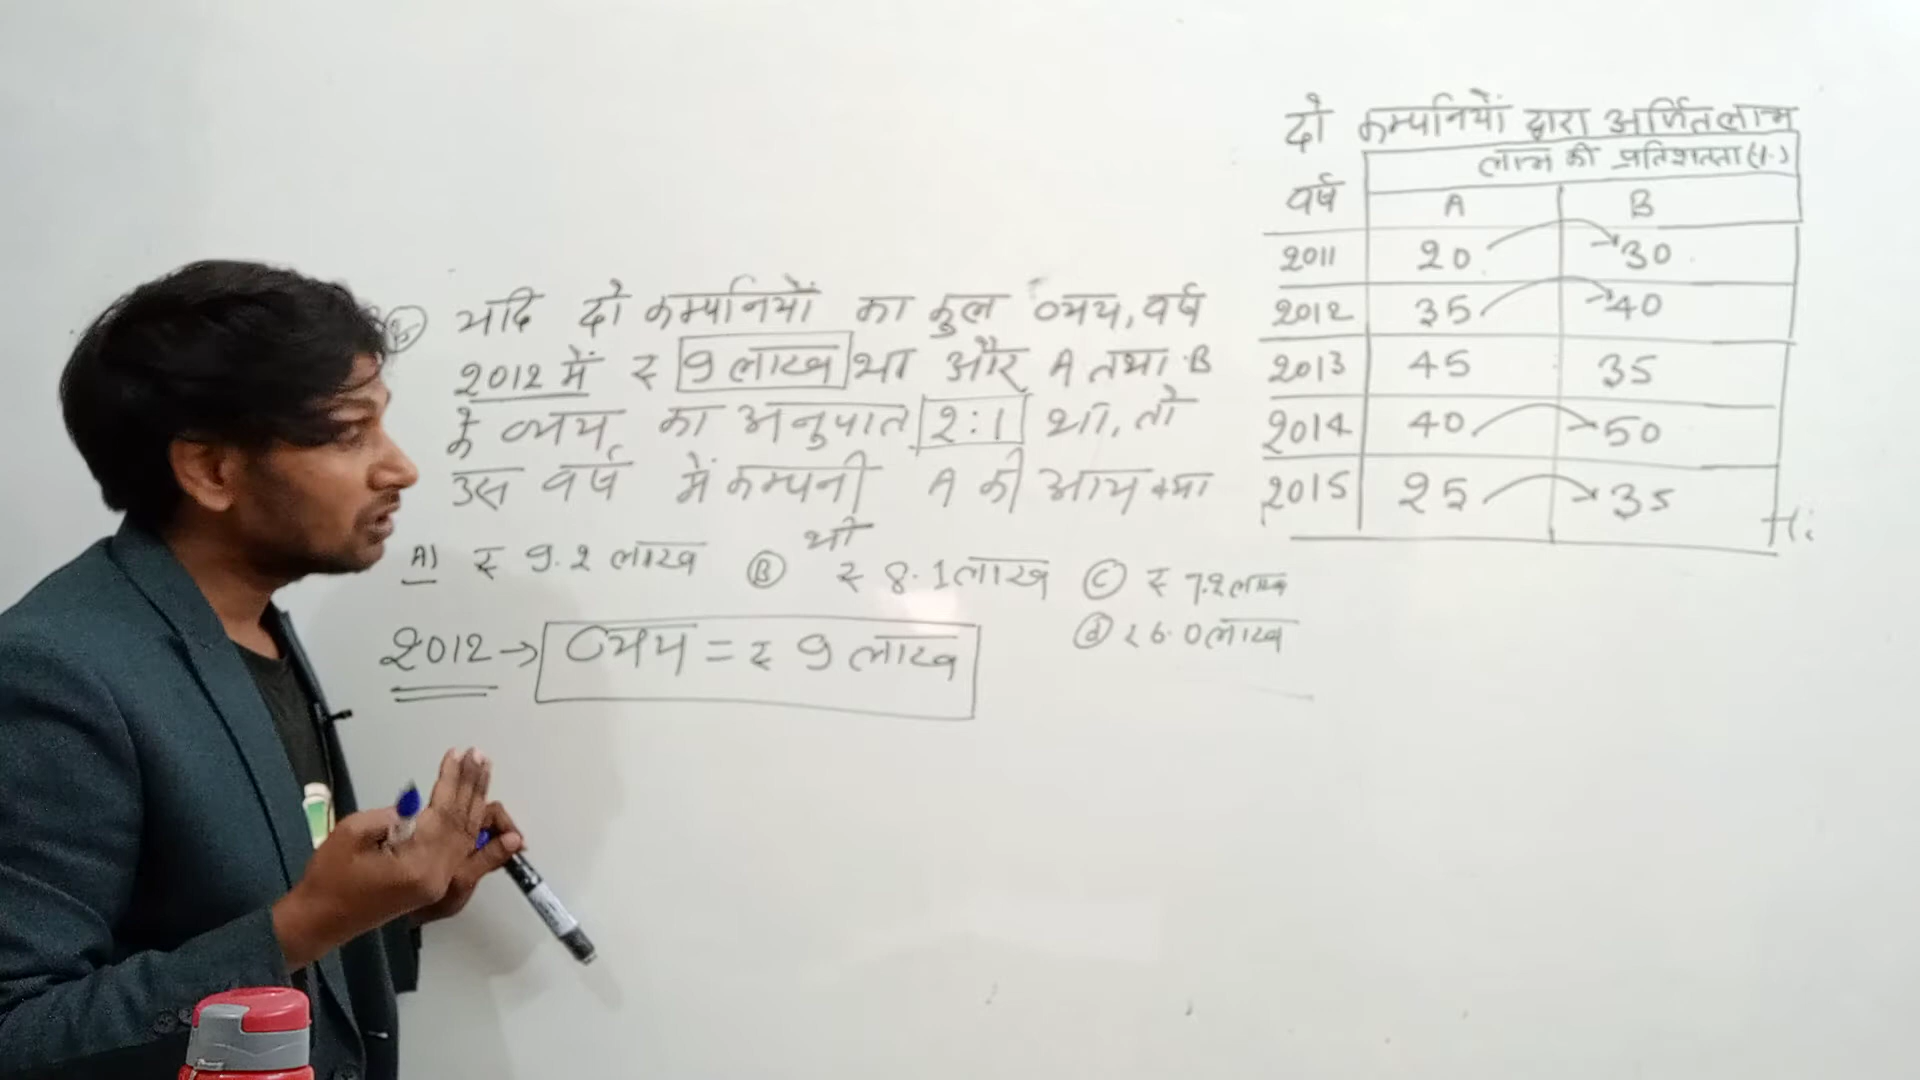 दो कम्पनियों द्वारा अर्जित लाभ
लाभ की प्रतिशतता (%)
वर्ष A B
2011 20 30
2012 35 40
2013 45 35
2014 40 50
2015 25 35
यदि दो कम्पनियों का कुल व्यय, वर्ष
2012 में ₹ 9 लाख था और A तथा B
के व्यय का अनुपात 2:1 था, तो
उस वर्ष में कम्पनी A की आय क्या
थी
A) ₹ 9.2 लाख B ₹ 8.1 लाख C ₹ 7.2 लाख
d ₹ 6.0 लाख
2012 → व्यय = ₹ 9 लाख